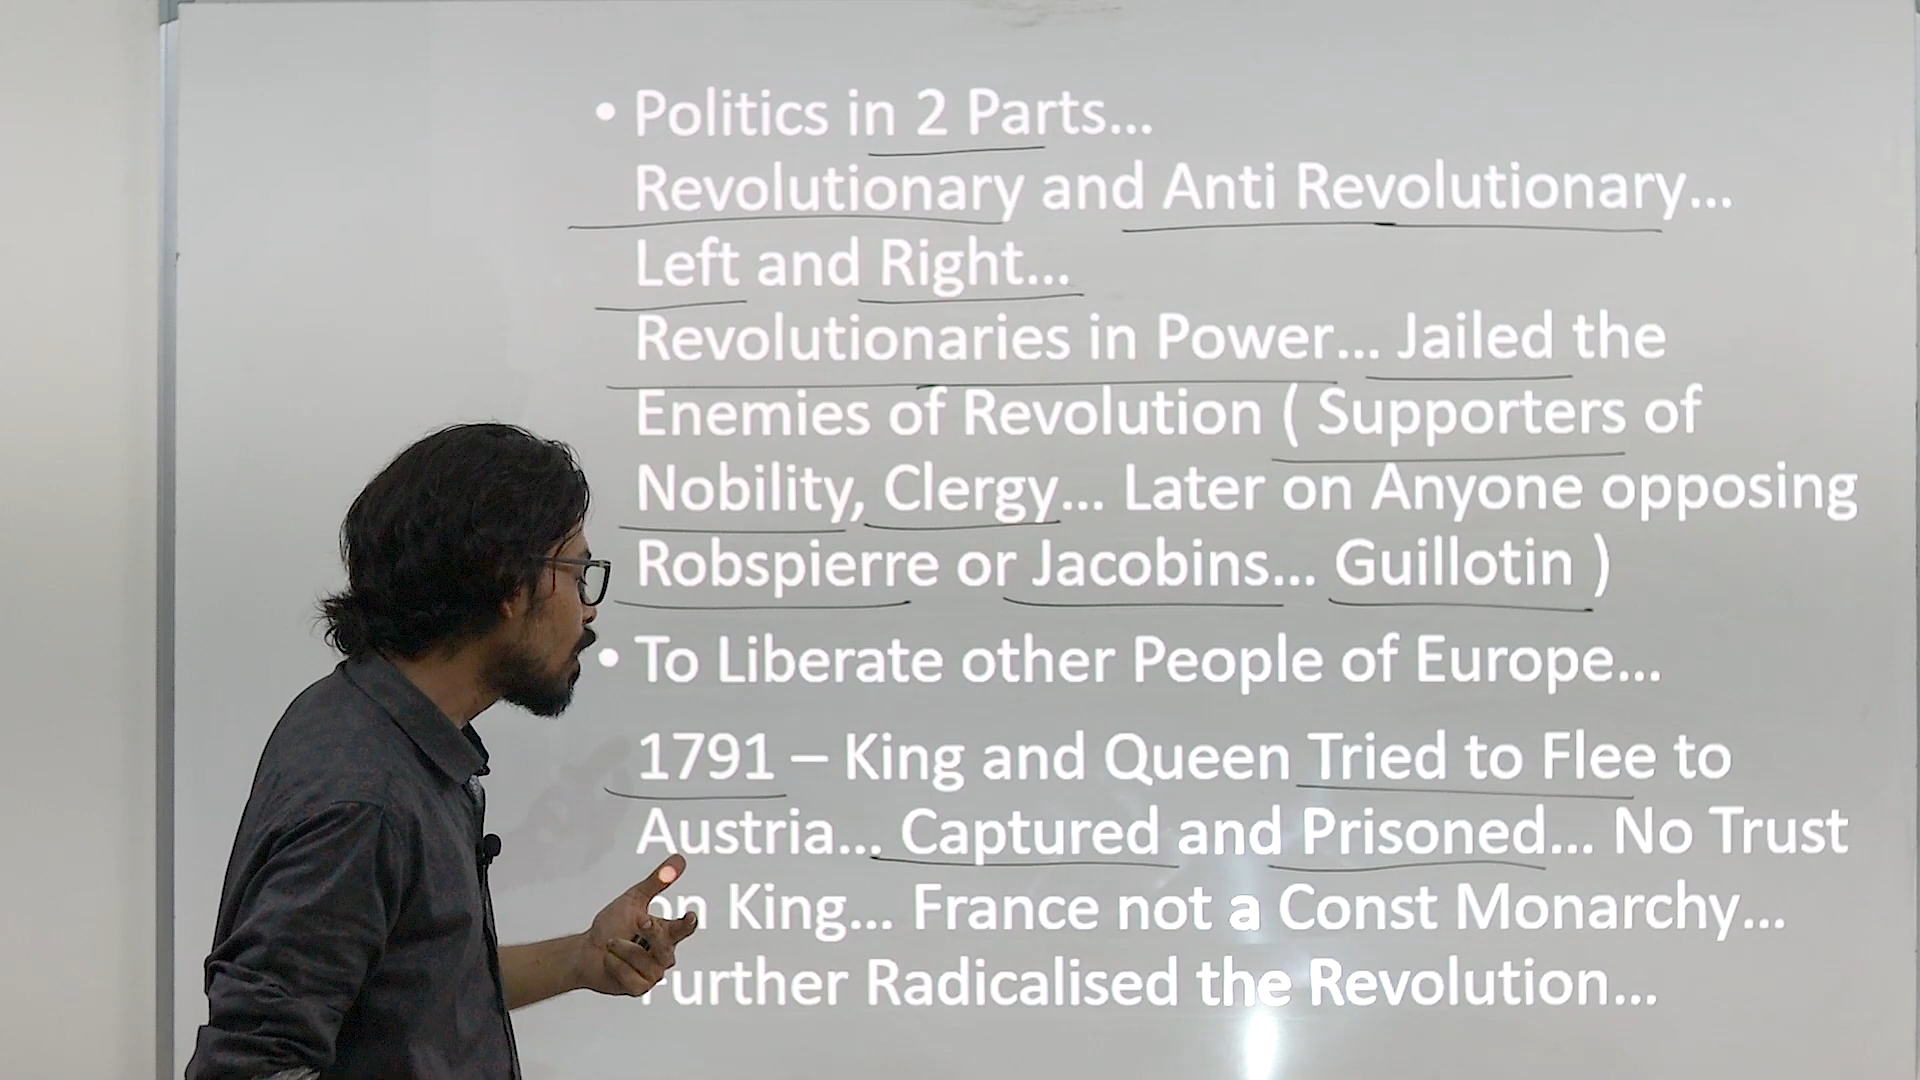 • Politics in 2 Parts...
Revolutionary and Anti Revolutionary...
Left and Right...
Revolutionaries in Power... Jailed the
Enemies of Revolution ( Supporters of
Nobility, Clergy... Later on Anyone opposing
Robspierre or Jacobins... Guillotin )
• To Liberate other People of Europe...
1791 – King and Queen Tried to Flee to
Austria... Captured and Prisoned... No Trust
on King... France not a Const Monarchy...
Further Radicalised the Revolution...